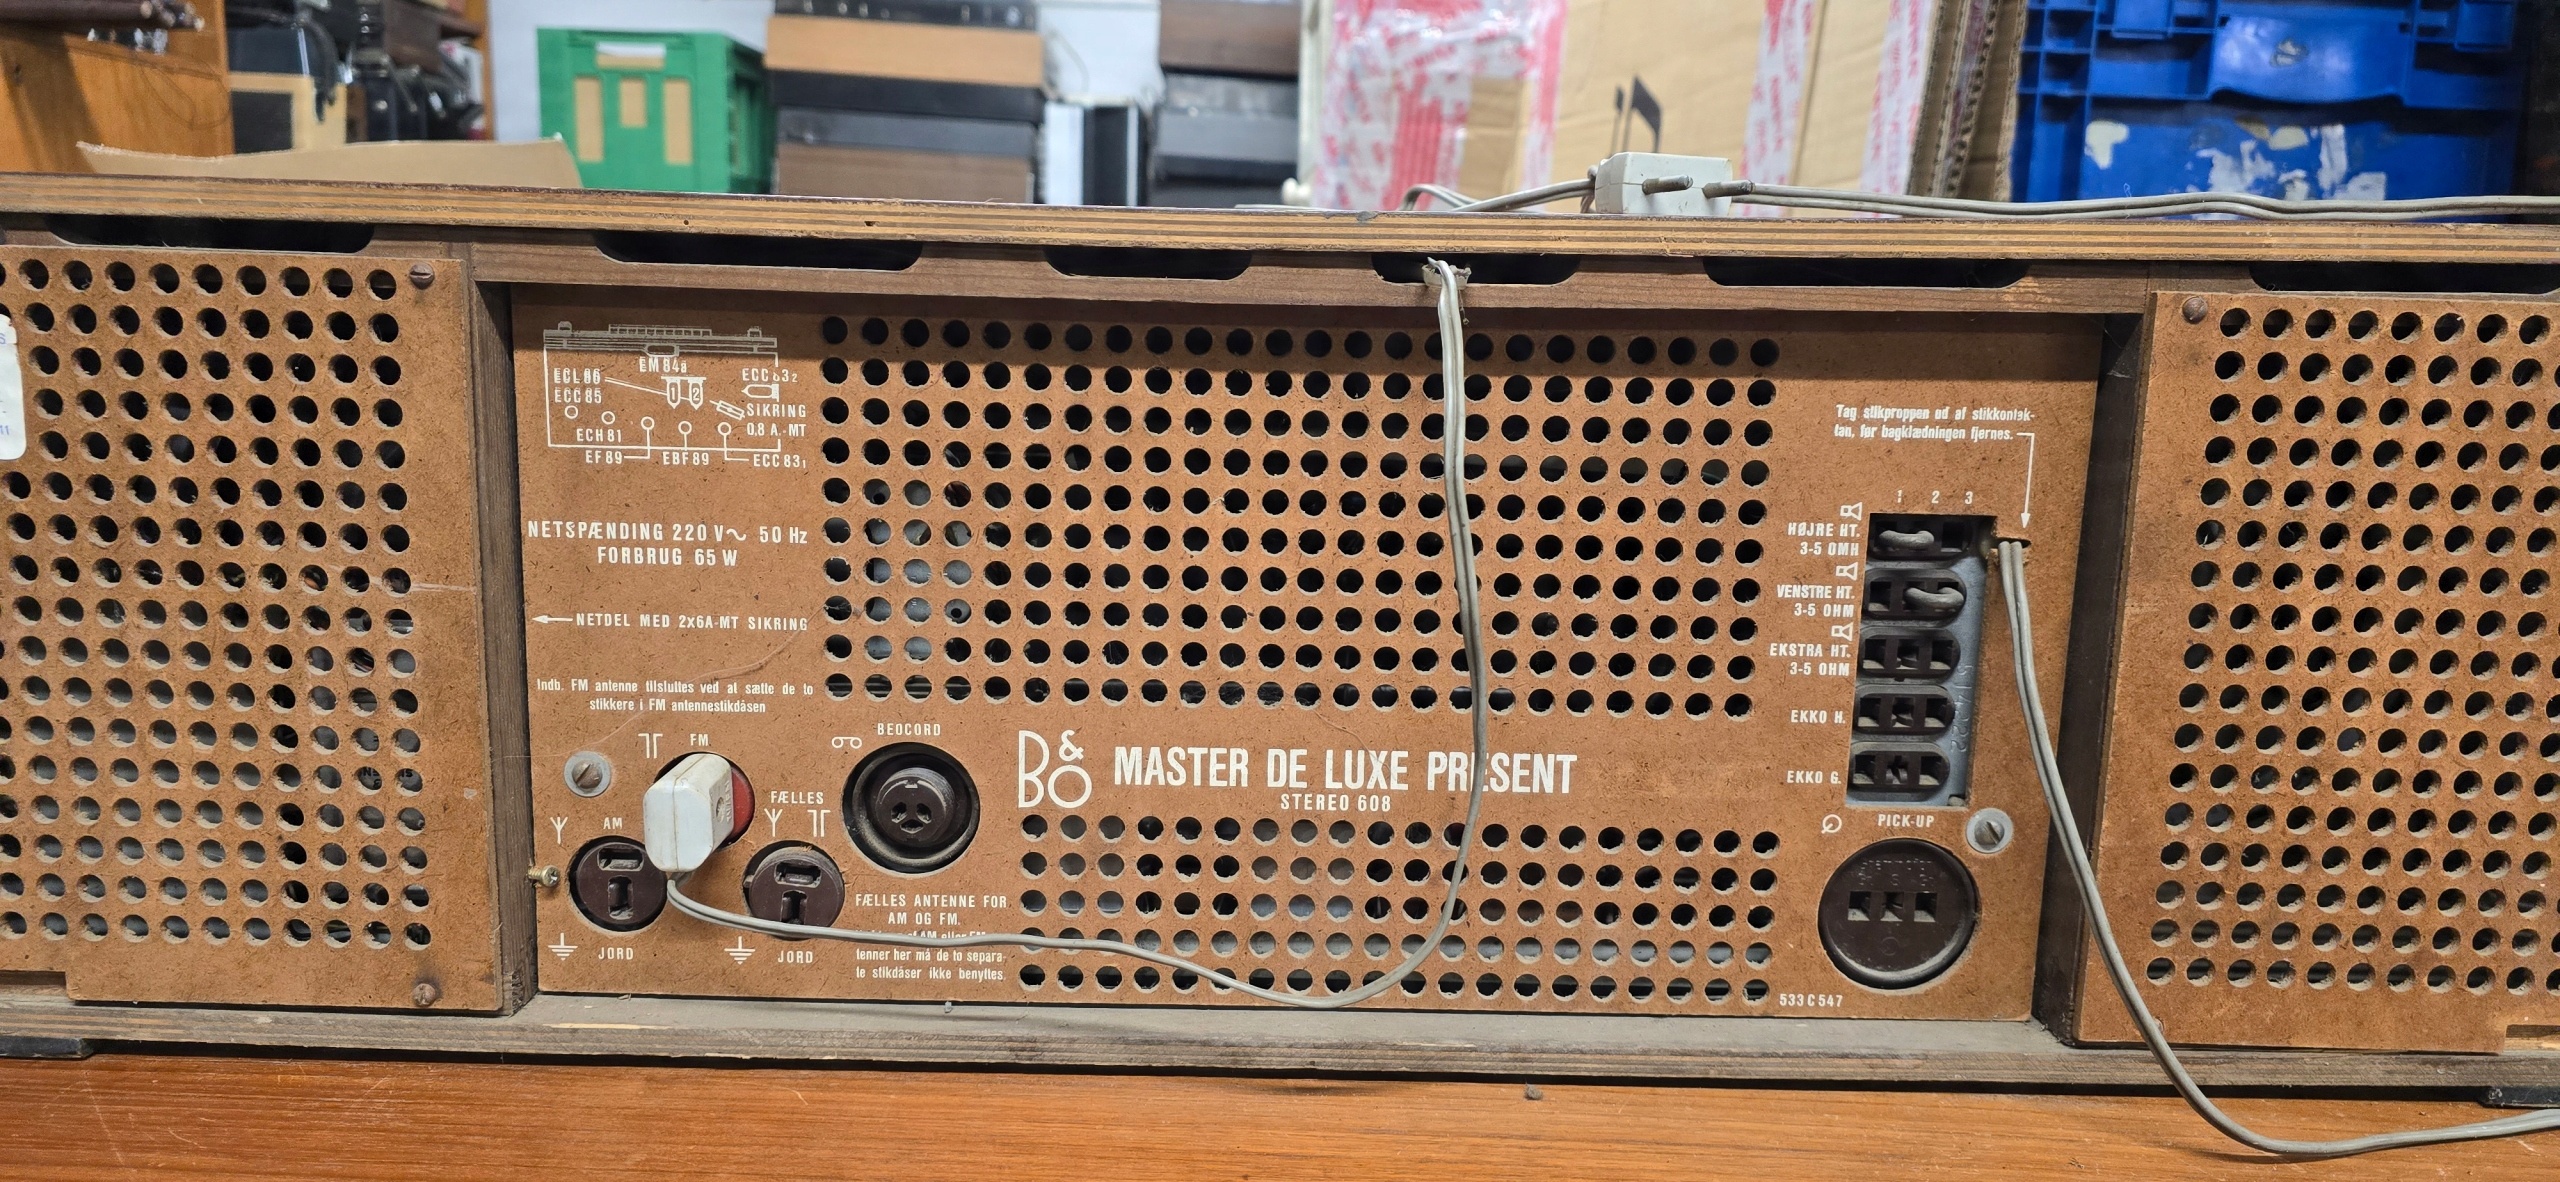 EM 84a
ECL 86
ECC 85
1 2
SIKRING
0,8 A.-MT
ECH 81
EF 89
EBF 89
ECC 83₁
NETSPÆNDING 220 V~ 50 Hz
FORBRUG 65 W
NETDEL MED 2x6A-MT SIKRING
Indb. FM antenne tilsluttes ved at sætte de to
stikkere i FM antennestikdåsen
FM
AM
FÆLLES
JORD
JORD
BEOCORD
FÆLLES ANTENNE FOR
AM OG FM.
tenner her må de to separa-
te stikdåser ikke benyttes.
B&O
MASTER DE LUXE PRESENT
STEREO 608
Tag stikproppen ud af stikkontak-
ten, før bagklædningen fjernes.
1 2 3
HØJRE HT.
3-5 OMH
VENSTRE HT.
3-5 OHM
EKSTRA HT.
3-5 OHM
EKKO H.
EKKO G.
PICK-UP
533 C 547